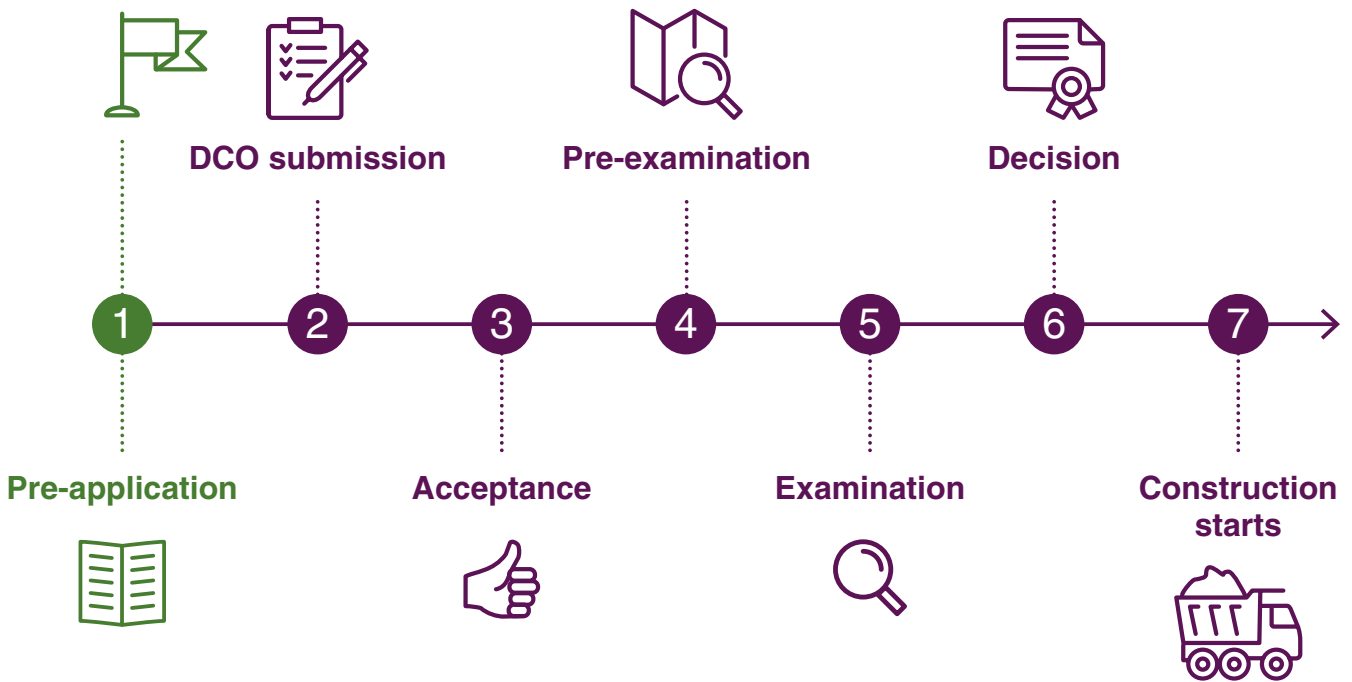 DCO submission
Pre-examination
Decision
1
2
3
4
5
6
7
Pre-application
Acceptance
Examination
Construction
starts